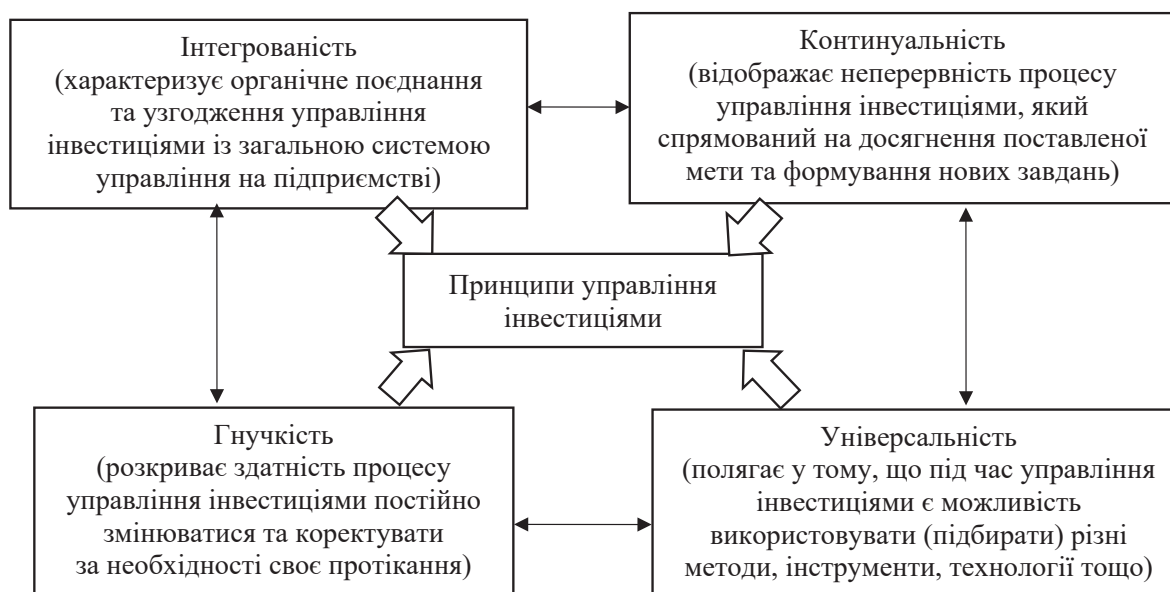 Інтегрованість
(характеризує органічне поєднання
та узгодження управління
інвестиціями із загальною системою
управління на підприємстві)
Континуальність
(відображає неперервність процесу
управління інвестиціями, який
спрямований на досягнення поставленої
мети та формування нових завдань)
Принципи управління
інвестиціями
Гнучкість
(розкриває здатність процесу
управління інвестиціями постійно
змінюватися та коректувати
за необхідності своє протікання)
Універсальність
(полягає у тому, що під час управління
інвестиціями є можливість
використовувати (підбирати) різні
методи, інструменти, технології тощо)